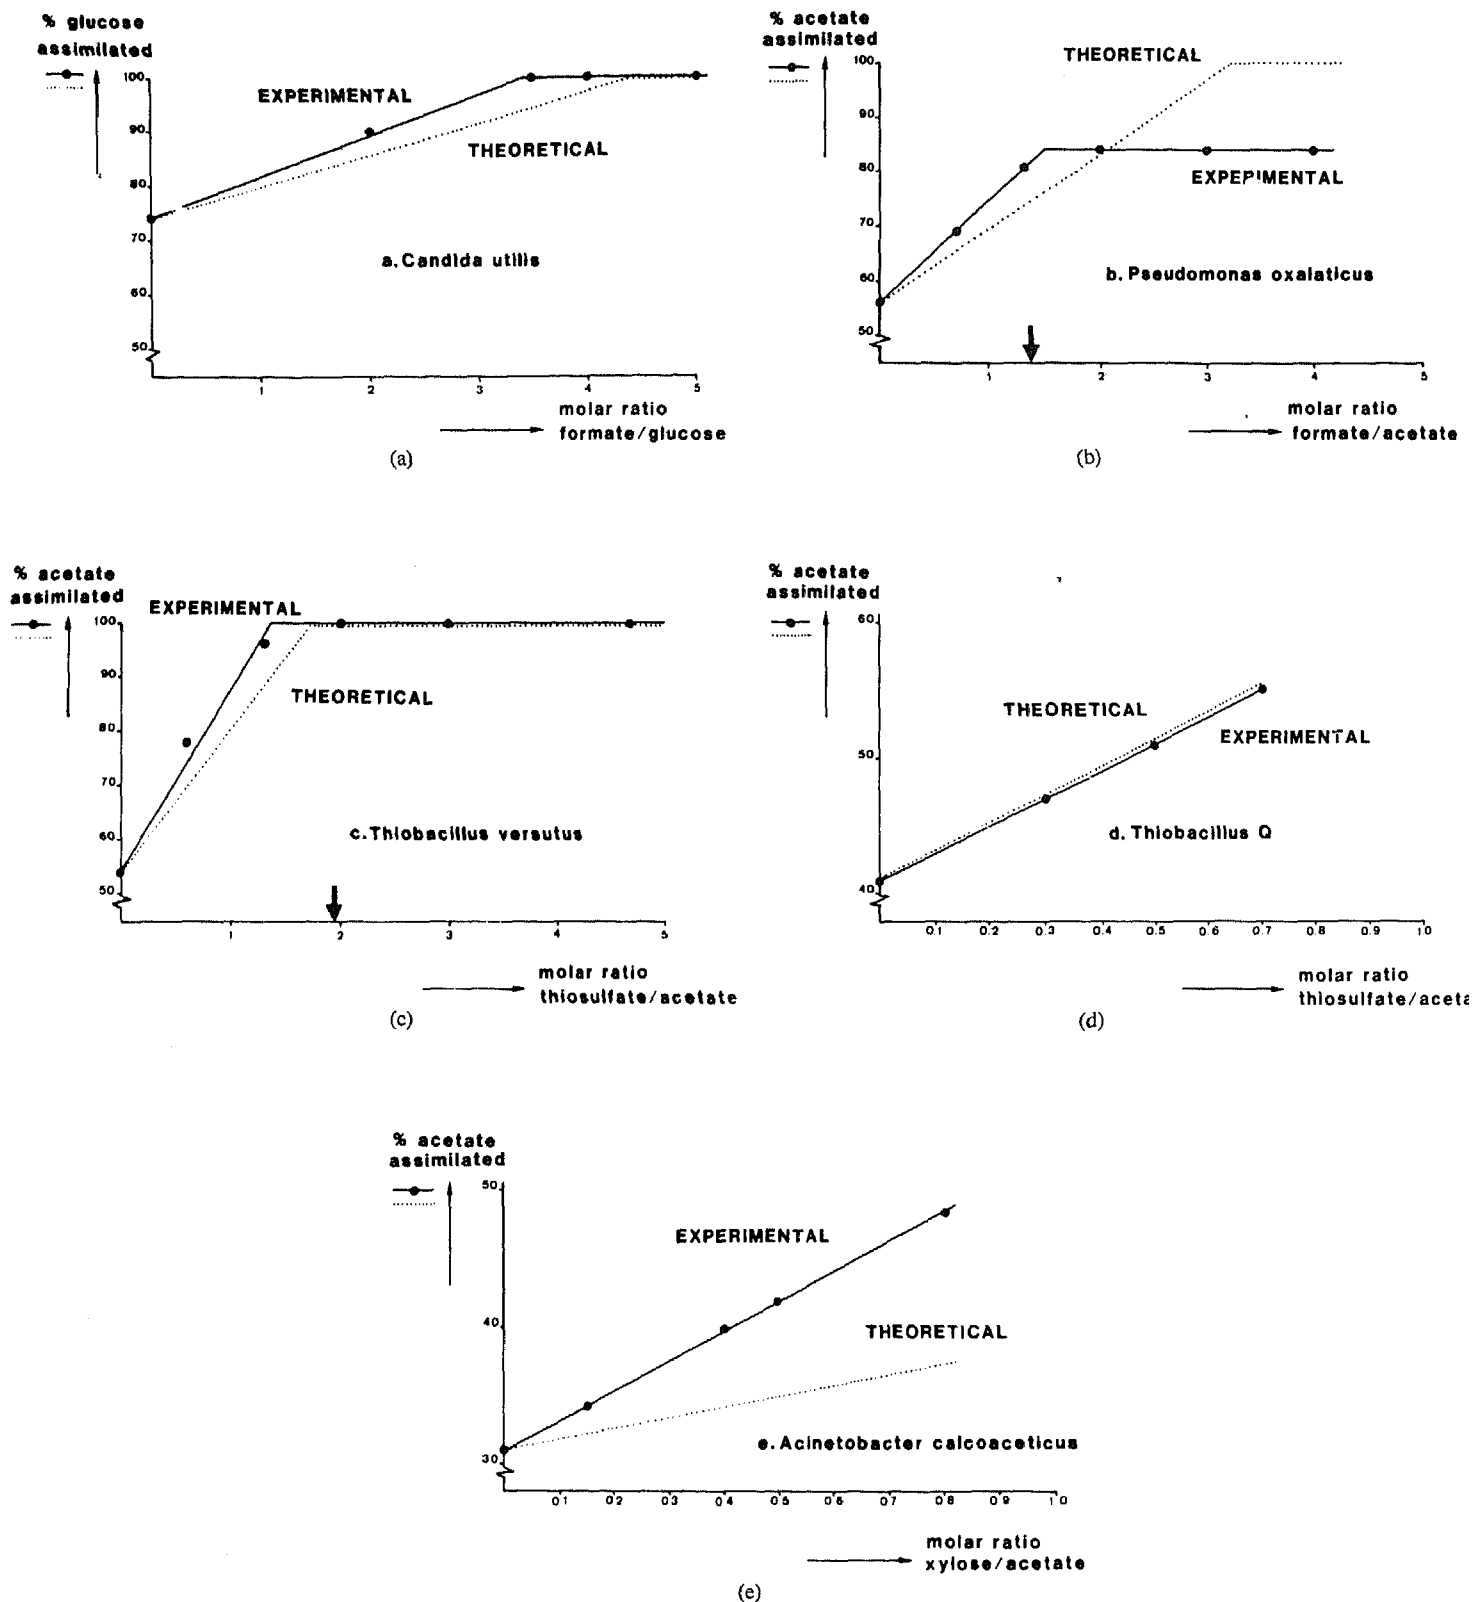 % glucose
assimilated
100
90
80
70
60
50
EXPERIMENTAL
THEORETICAL
a. Candida utilis
1 2 3 4 5
molar ratio
formate/glucose
(a)
% acetate
assimilated
100
90
80
70
60
50
THEORETICAL
EXPEPIMENTAL
b. Pseudomonas oxalaticus
1 2 3 4 5
molar ratio
formate/acetate
(b)
% acetate
assimilated
100
90
80
70
60
50
EXPERIMENTAL
THEORETICAL
c. Thiobacillus versutus
1 2 3 4 5
molar ratio
thiosulfate/acetate
(c)
% acetate
assimilated
60
50
40
THEORETICAL
EXPERIMENTAL
d. Thiobacillus Q
0.1 0.2 0.3 0.4 0.5 0.6 0.7 0.8 0.9 1.0
molar ratio
thiosulfate/aceta
(d)
% acetate
assimilated
50
40
30
EXPERIMENTAL
THEORETICAL
e. Acinetobacter calcoaceticus
0.1 0.2 0.3 0.4 0.5 0.6 0.7 0.8 0.9 1.0
molar ratio
xylose/acetate
(e)